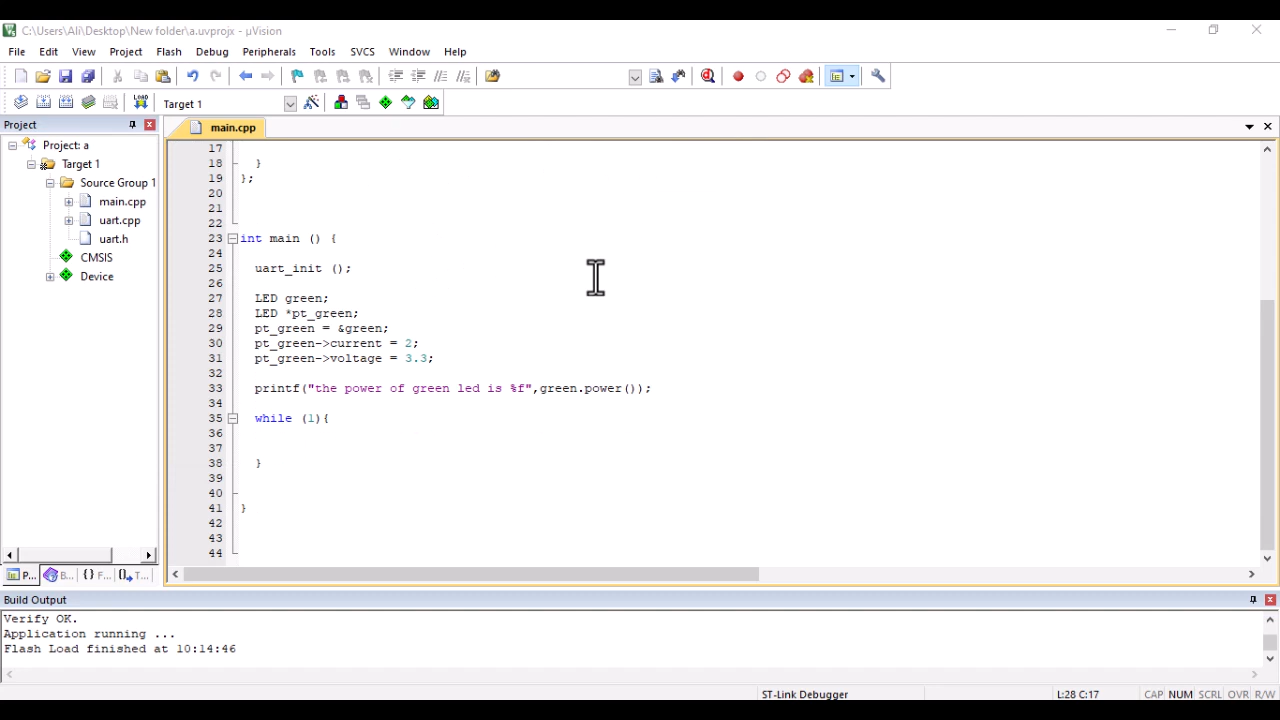 C:\Users\Ali\Desktop\New folder\a.uvprojx - µVision
File Edit View Project Flash Debug Peripherals Tools SVCS Window Help
LOAD Target 1
Project
main.cpp
Project: a
Target 1
Source Group 1
main.cpp
uart.cpp
uart.h
CMSIS
Device
P... B... {} F... T...
17
18 }
19 };
20
21
22
23 int main () {
24
25 uart_init ();
26
27 LED green;
28 LED *pt_green;
29 pt_green = &green;
30 pt_green->current = 2;
31 pt_green->voltage = 3.3;
32
33 printf("the power of green led is %f",green.power());
34
35 while (1){
36
37
38 }
39
40
41 }
42
43
44
Build Output
Verify OK.
Application running ...
Flash Load finished at 10:14:46
ST-Link Debugger L:28 C:17 CAP NUM SCRL OVR R/W